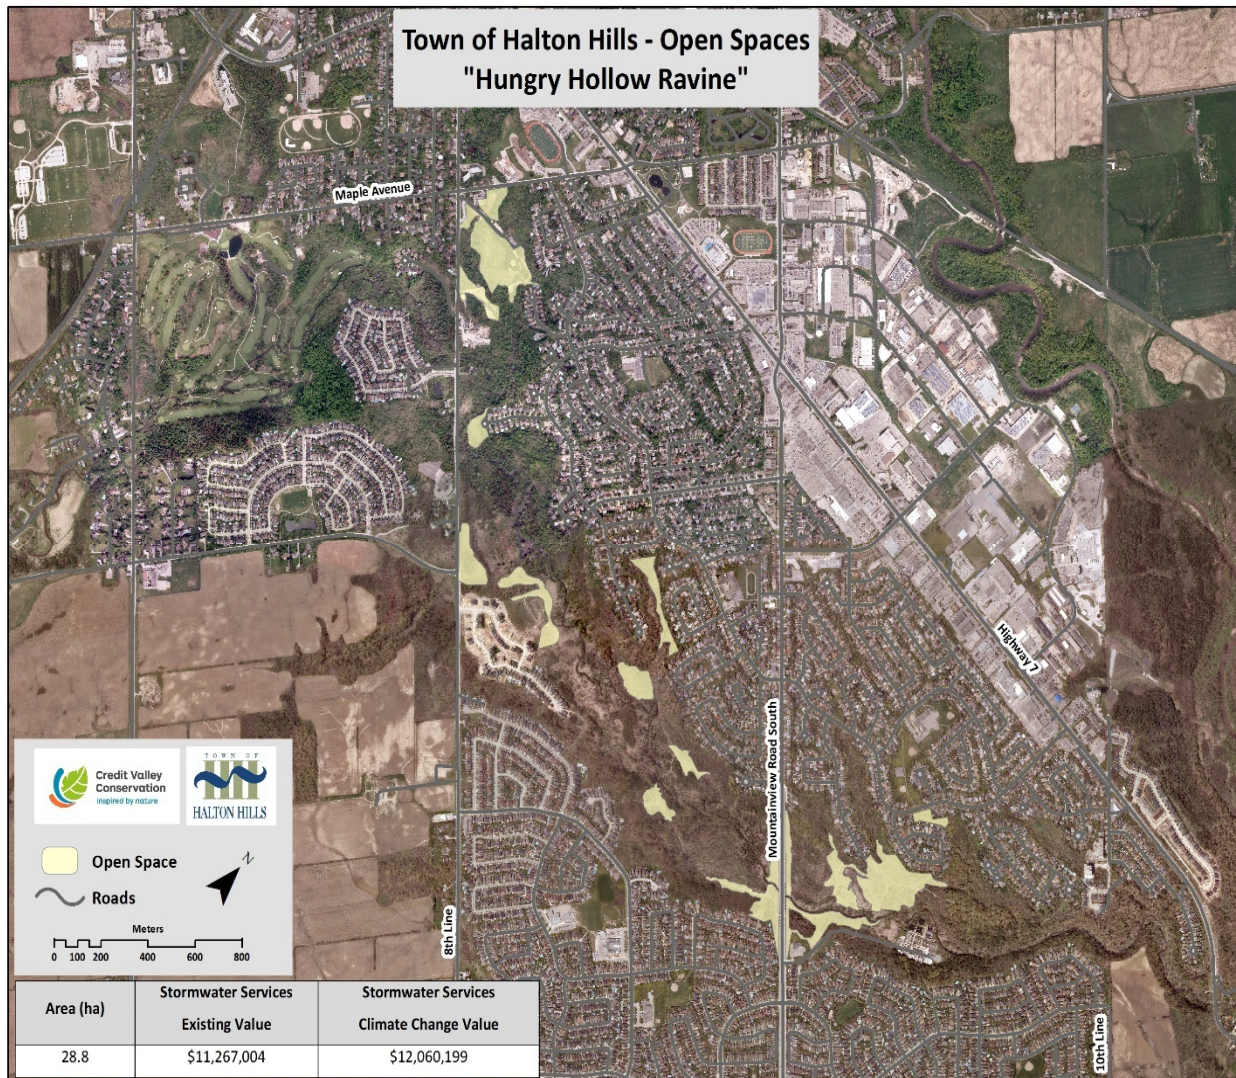 Town of Halton Hills - Open Spaces
"Hungry Hollow Ravine"
Maple Avenue
Highway 7
Mountainview Road South
8th Line
10th Line
Credit Valley
Conservation
inspired by nature
TOWN OF
HALTON HILLS
Open Space
N
Roads
Meters
0 100 200 400 600 800
Area (ha)
Stormwater Services
Existing Value
Stormwater Services
Climate Change Value
28.8
$11,267,004
$12,060,199